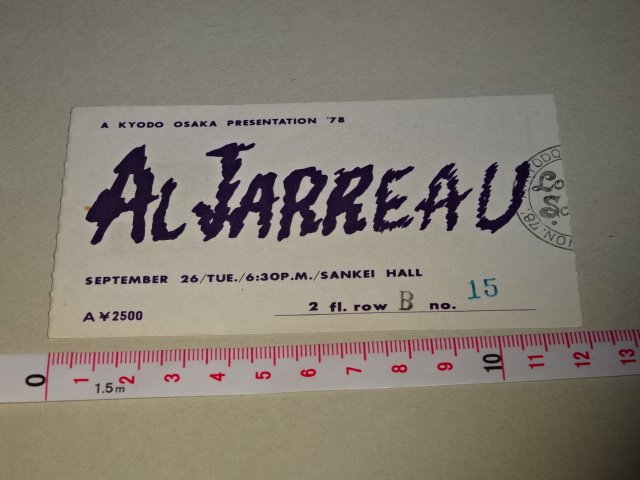 A KYODO OSAKA PRESENTATION '78
AL JARREAU
SEPTEMBER 26/TUE./6:30P.M./SANKEI HALL
A ¥ 2500
2 fl. row B no. 15
0 1 2 3 4 5 6 7 8 9 10 11 12 13
1.5m